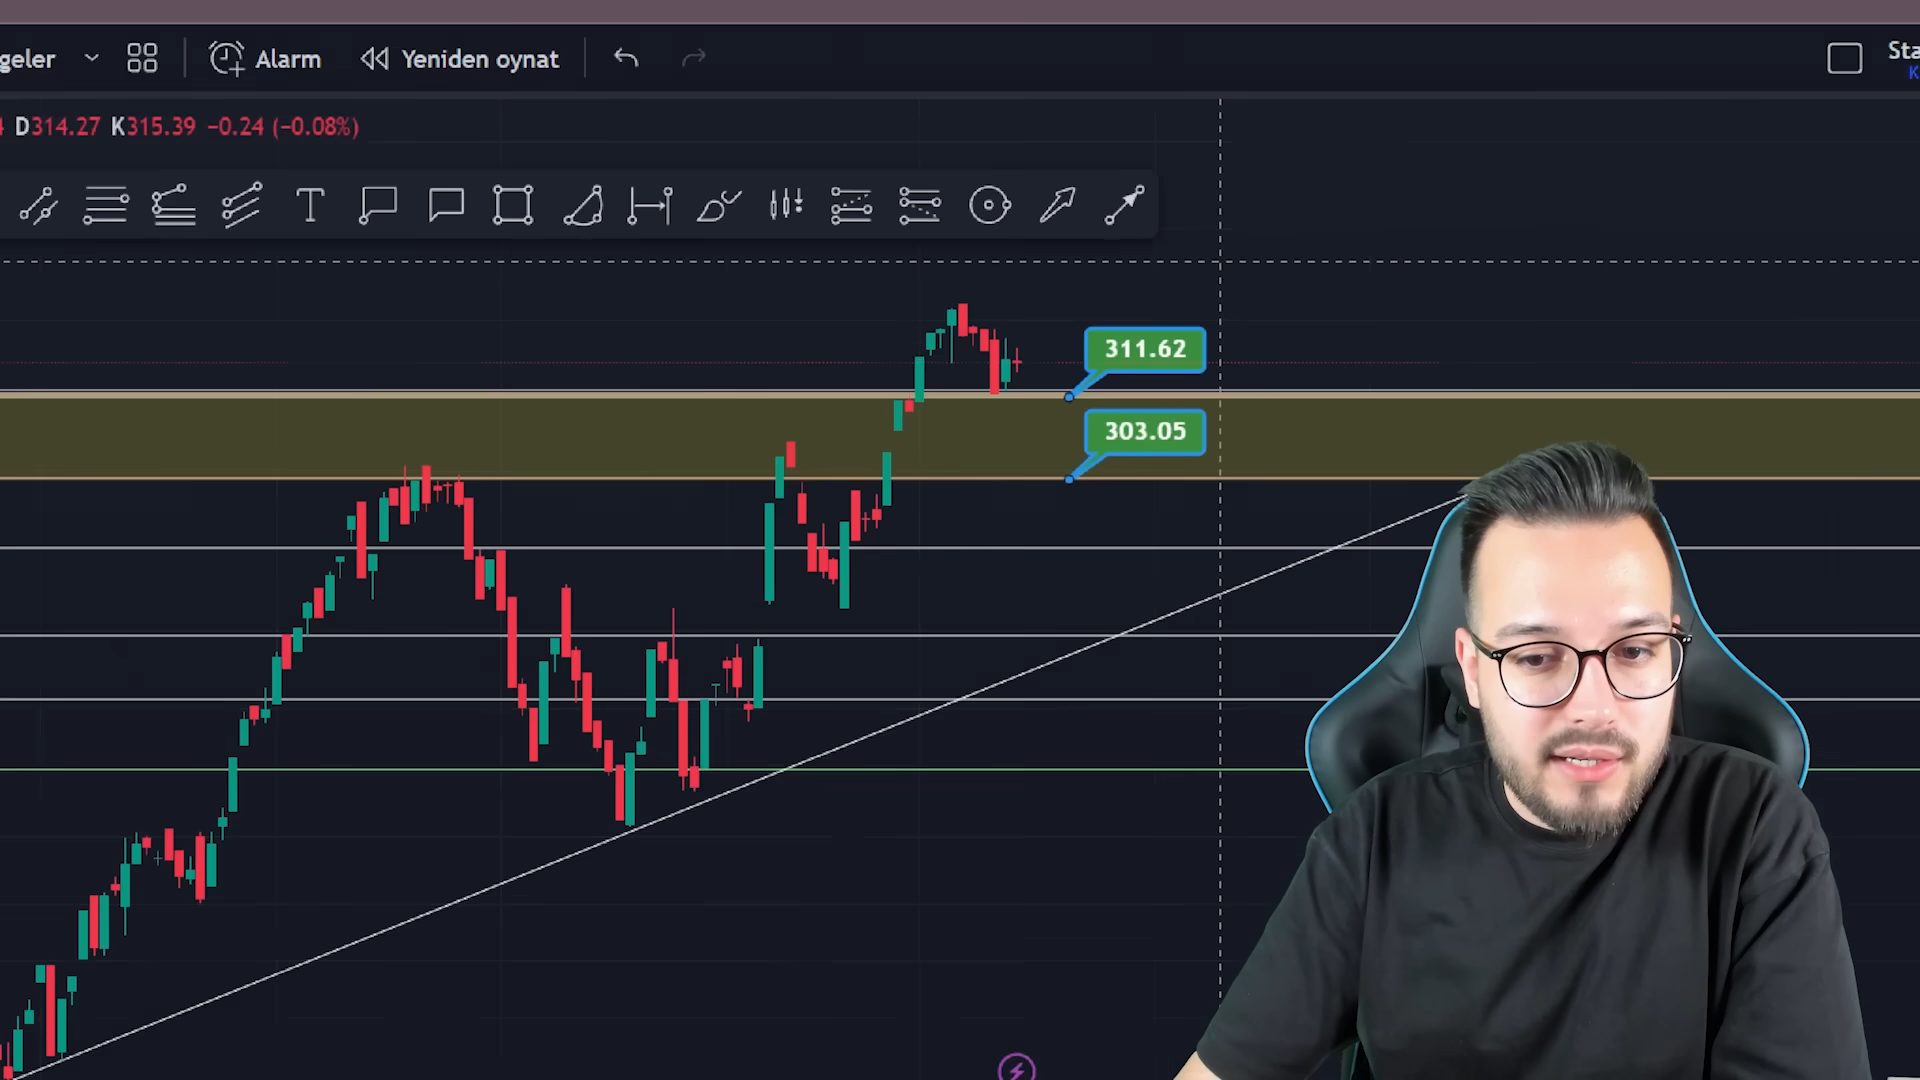 geler Alarm Yeniden oynat Sta
K
D314.27 K315.39 −0.24 (−0.08%)
T
311.62
303.05